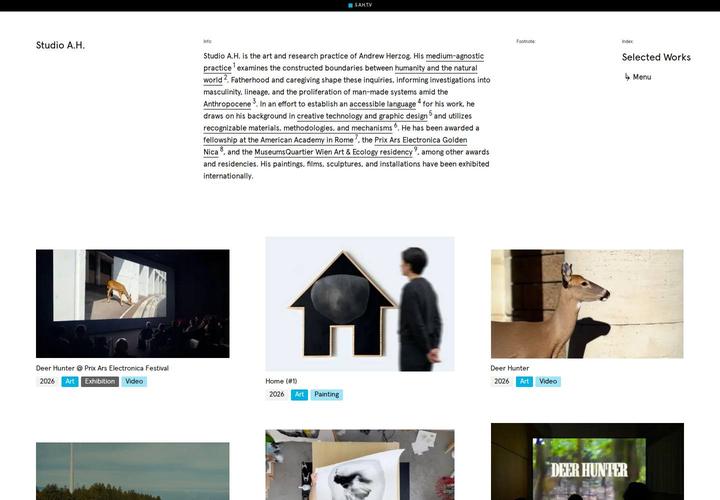 S.AH.TV
Studio A.H.
Info:
Studio A.H. is the art and research practice of Andrew Herzog. His medium-agnostic
practice 1 examines the constructed boundaries between humanity and the natural
world 2. Fatherhood and caregiving shape these inquiries, informing investigations into
masculinity, lineage, and the proliferation of man-made systems amid the
Anthropocene 3. In an effort to establish an accessible language 4 for his work, he
draws on his background in creative technology and graphic design 5 and utilizes
recognizable materials, methodologies, and mechanisms 6. He has been awarded a
fellowship at the American Academy in Rome 7, the Prix Ars Electronica Golden
Nica 8, and the MuseumsQuartier Wien Art & Ecology residency 9, among other awards
and residencies. His paintings, films, sculptures, and installations have been exhibited
internationally.
Footnote:
Index:
Selected Works
↳ Menu
Deer Hunter @ Prix Ars Electronica Festival
2026 Art Exhibition Video
Home (#1)
2026 Art Painting
Deer Hunter
2026 Art Video
DEER HUNTER